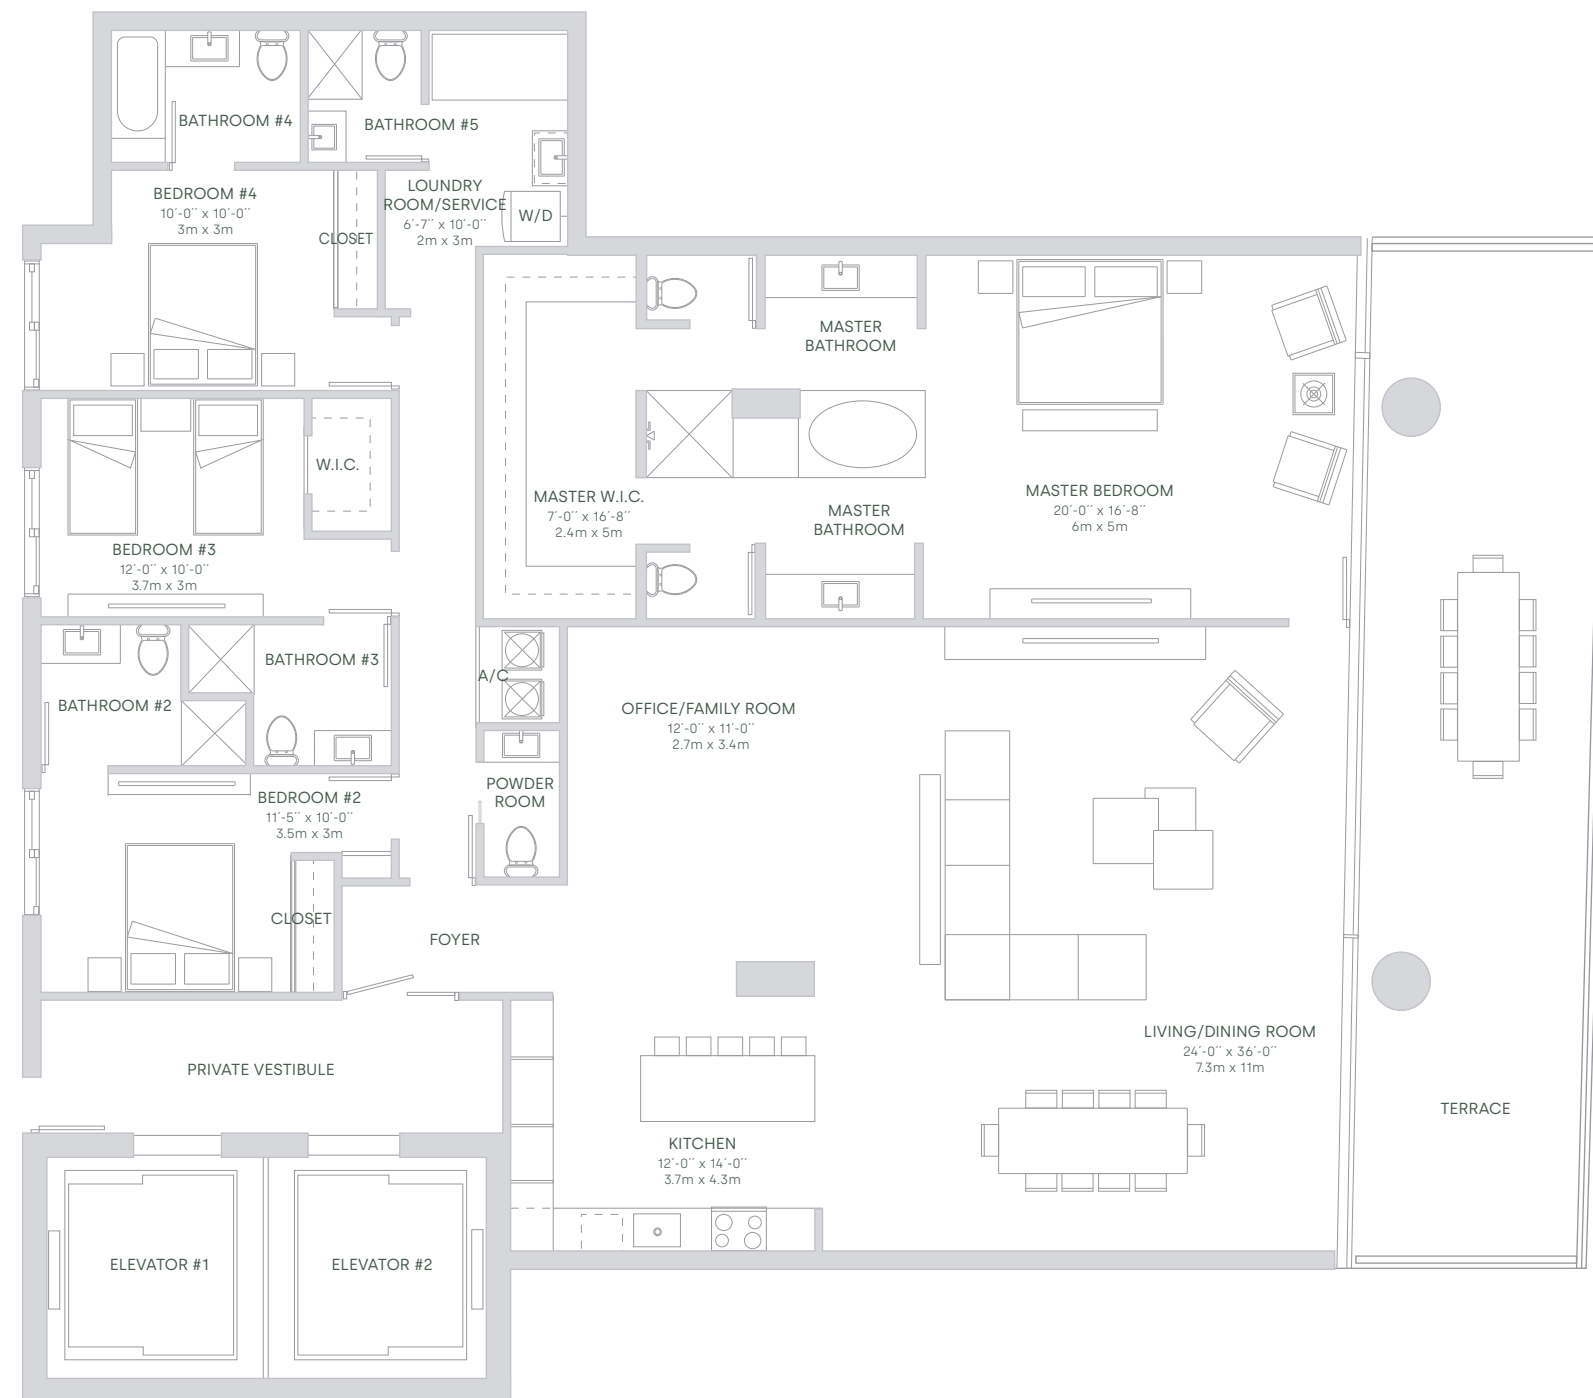 BATHROOM #4
BATHROOM #5
BEDROOM #4
10´-0´´ x 10´-0´´
3m x 3m
CLOSET
LOUNDRY
ROOM/SERVICE
6´-7´´ x 10´-0´´
2m x 3m
W/D
MASTER
BATHROOM
W.I.C.
MASTER W.I.C.
7´-0´´ x 16´-8´´
2.4m x 5m
MASTER
BATHROOM
MASTER BEDROOM
20´-0´´ x 16´-8´´
6m x 5m
BEDROOM #3
12´-0´´ x 10´-0´´
3.7m x 3m
BATHROOM #3
BATHROOM #2
A/C
OFFICE/FAMILY ROOM
12´-0´´ x 11´-0´´
2.7m x 3.4m
POWDER
ROOM
BEDROOM #2
11´-5´´ x 10´-0´´
3.5m x 3m
CLOSET
FOYER
PRIVATE VESTIBULE
LIVING/DINING ROOM
24´-0´´ x 36´-0´´
7.3m x 11m
TERRACE
KITCHEN
12´-0´´ x 14´-0´´
3.7m x 4.3m
ELEVATOR #1
ELEVATOR #2